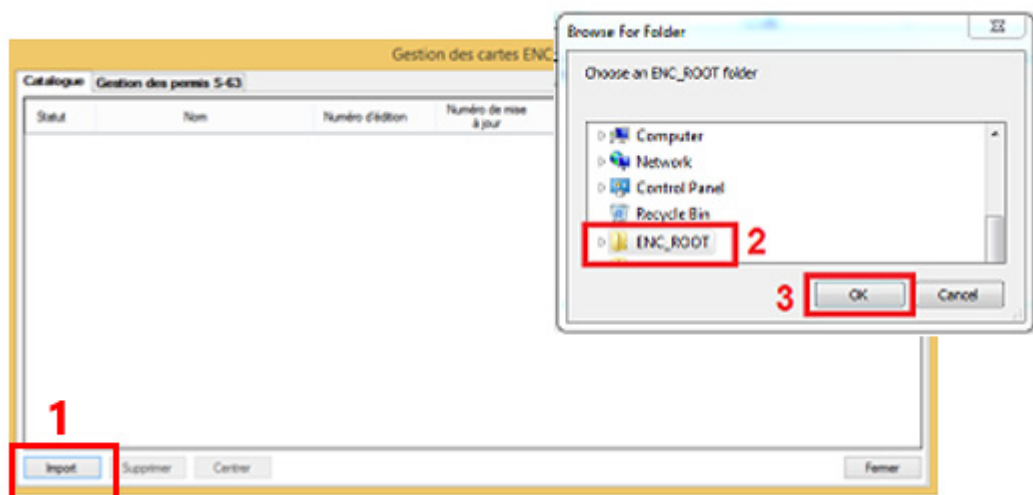 Gestion des cartes ENC
Catalogue Gestion des permis S-63
Statut Nom Numéro d'édition Numéro de mise
à jour
Browse For Folder
Choose an ENC_ROOT folder
Computer
Network
Control Panel
Recycle Bin
ENC_ROOT 2
3 OK Cancel
1
Import Supprimer Centrer Fermer